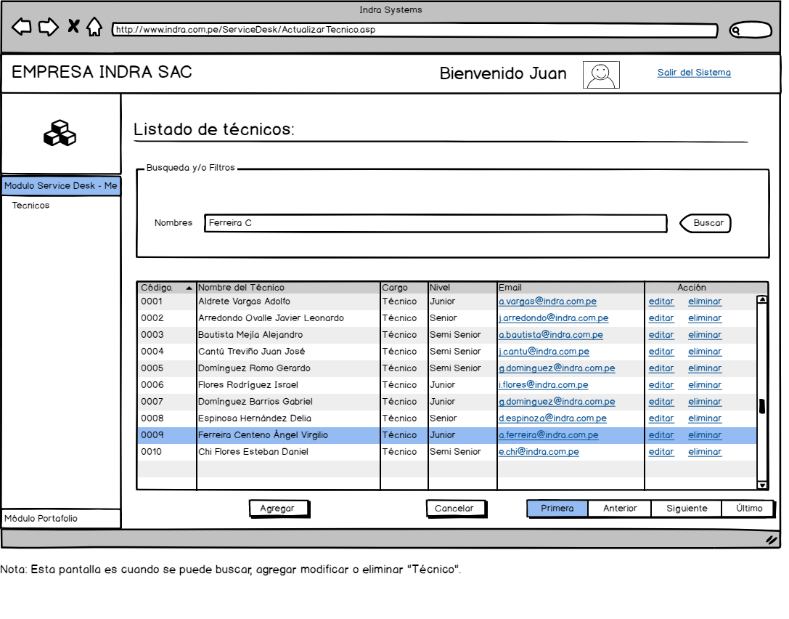 Indra Systems
http://www.indra.com.pe/ServiceDesk/ActualizarTecnico.asp
EMPRESA INDRA SAC
Bienvenido Juan
Salir del Sistema
Modulo Service Desk - Me
Tecnicos
Módulo Portafolio
Listado de técnicos:
Busqueda y/o Filtros
Nombres Ferreira C Buscar
Código. Nombre del Técnico Cargo Nivel Email Acción
0001 Aldrete Vargas Adolfo Técnico Junior a.vargas@indra.com.pe editar eliminar
0002 Arredondo Ovalle Javier Leonardo Técnico Senior j.arredondo@indra.com.pe editar eliminar
0003 Bautista Mejía Alejandro Técnico Semi Senior a.bautista@indra.com.pe editar eliminar
0004 Cantú Treviño Juan José Técnico Semi Senior j.cantu@indra.com.pe editar eliminar
0005 Domínguez Romo Gerardo Técnico Semi Senior g.dominguez@indra.com.pe editar eliminar
0006 Flores Rodríguez Israel Técnico Junior i.flores@indra.com.pe editar eliminar
0007 Domínguez Barrios Gabriel Técnico Junior g.dominguez@indra.com.pe editar eliminar
0008 Espinosa Hernández Delia Técnico Senior d.espinoza@indra.com.pe editar eliminar
0009 Ferreira Centeno Ángel Virgilio Técnico Junior a.ferreira@indra.com.pe editar eliminar
0010 Chi Flores Esteban Daniel Técnico Semi Senior e.chi@indra.com.pe editar eliminar
Agregar Cancelar Primero Anterior Siguiente Último
Nota: Esta pantalla es cuando se puede buscar, agregar modificar o eliminar "Técnico".